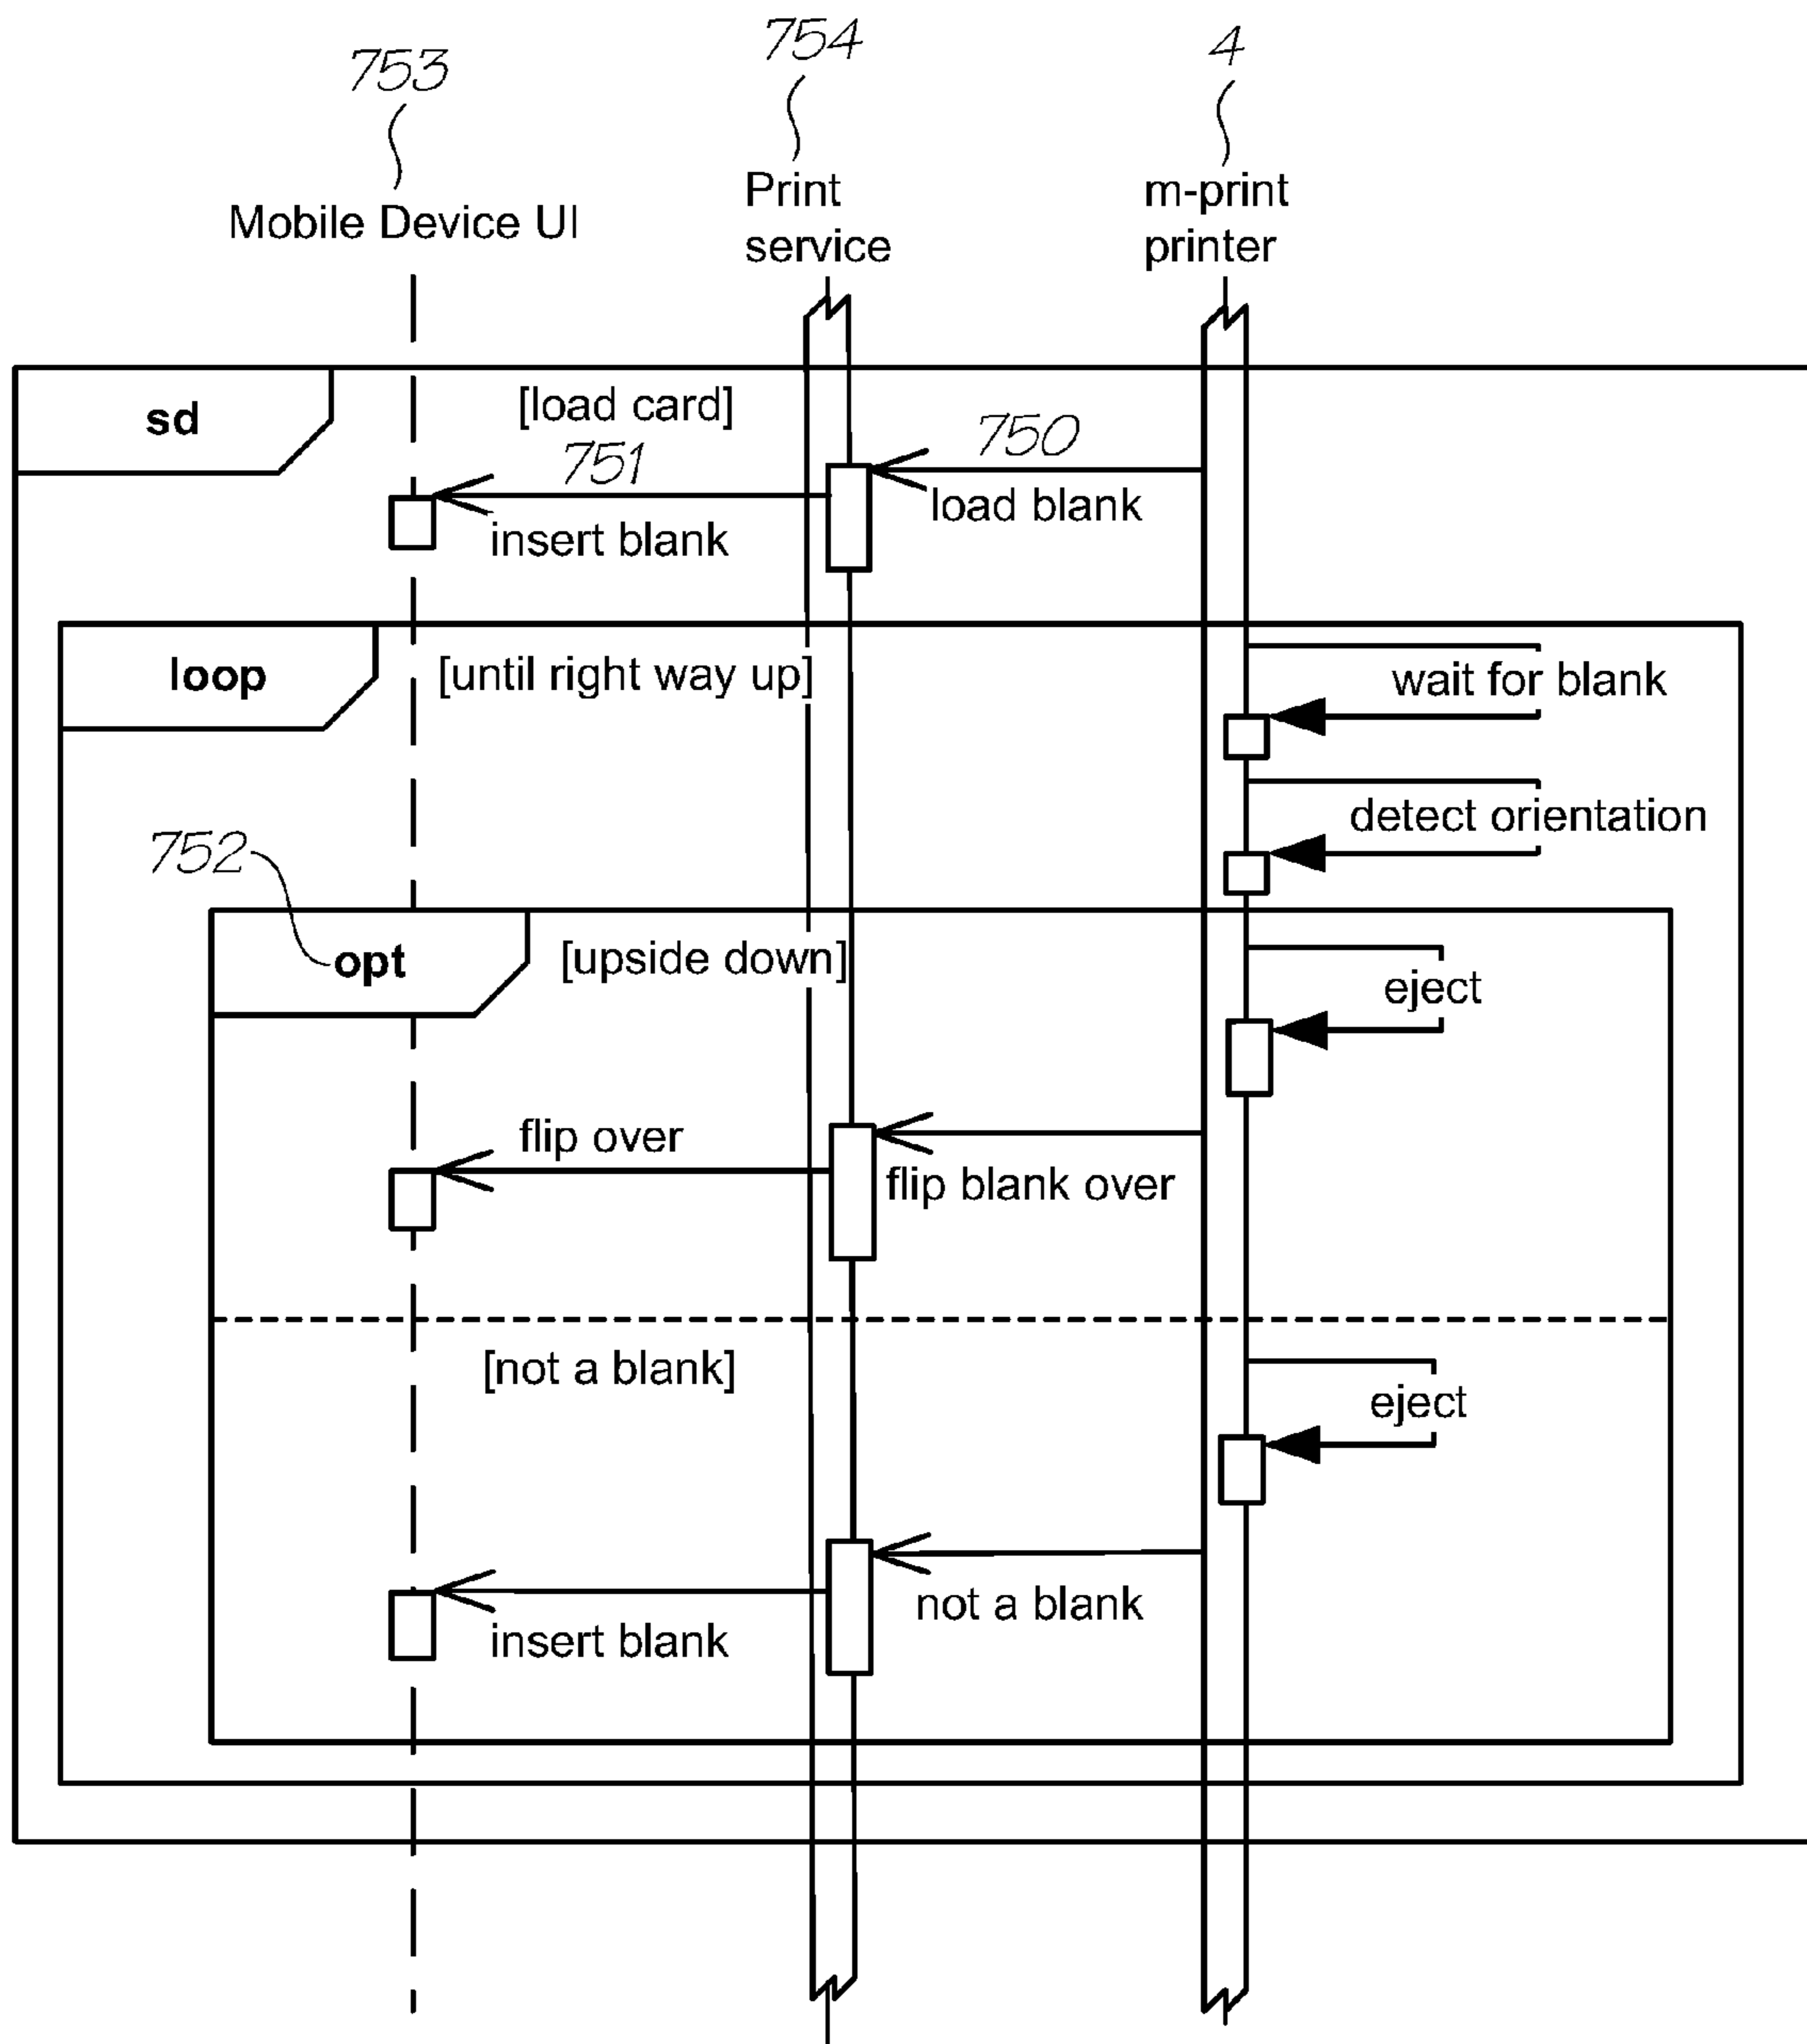 753
754
4
Mobile Device UI
Print
service
m-print
printer
sd
[load card]
751
750
insert blank
load blank
loop
[until right way up]
wait for blank
detect orientation
752
opt
[upside down]
eject
flip over
flip blank over
[not a blank]
eject
not a blank
insert blank